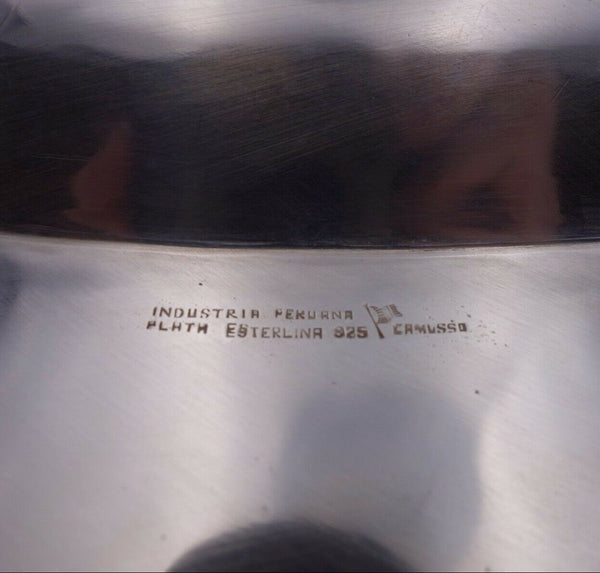 INDUSTRIA PERUANA
PLATA ESTERLINA 925 CAMUSSO